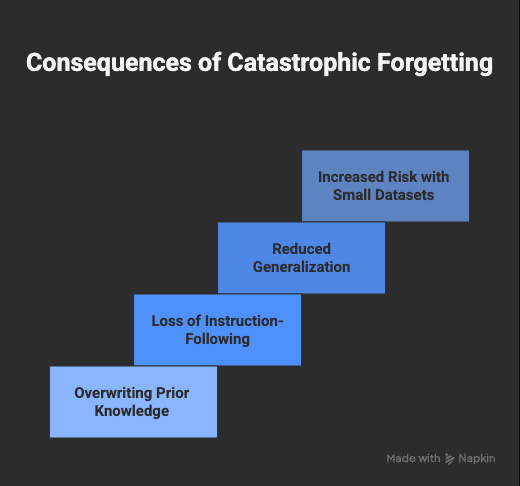 Consequences of Catastrophic Forgetting
Increased Risk with
Small Datasets
Reduced
Generalization
Loss of Instruction-
Following
Overwriting Prior
Knowledge
Made with Napkin